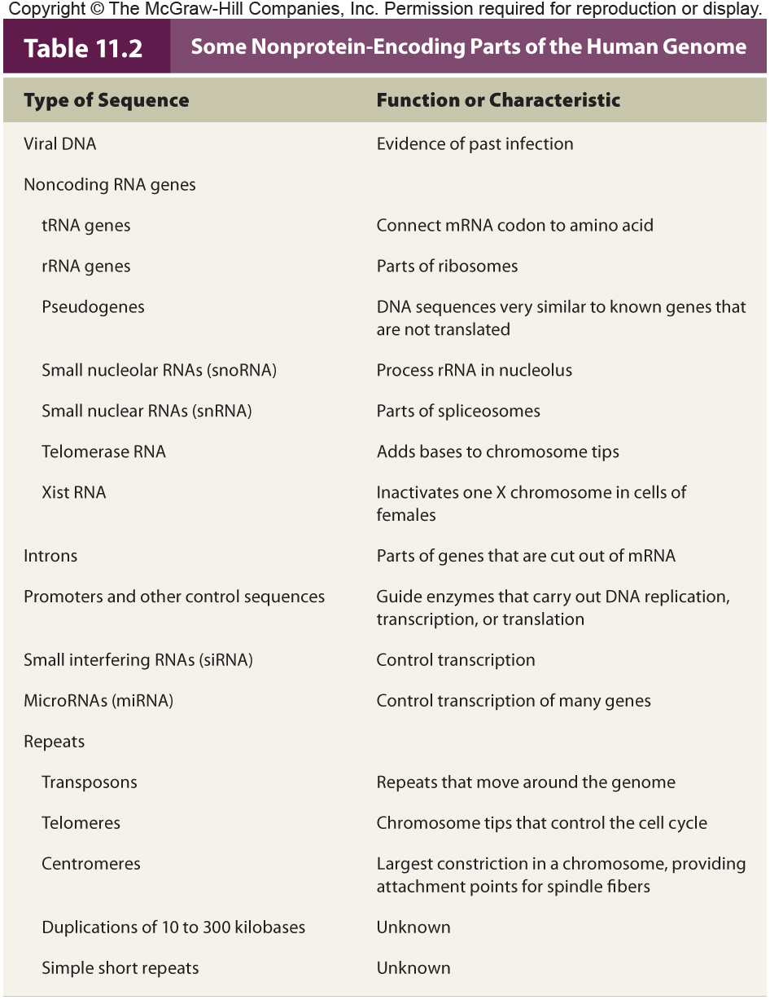 Copyright © The McGraw-Hill Companies, Inc. Permission required for reproduction or display.
Table 11.2 Some Nonprotein-Encoding Parts of the Human Genome
Type of Sequence Function or Characteristic
Viral DNA Evidence of past infection
Noncoding RNA genes
tRNA genes Connect mRNA codon to amino acid
rRNA genes Parts of ribosomes
Pseudogenes DNA sequences very similar to known genes that
are not translated
Small nucleolar RNAs (snoRNA) Process rRNA in nucleolus
Small nuclear RNAs (snRNA) Parts of spliceosomes
Telomerase RNA Adds bases to chromosome tips
Xist RNA Inactivates one X chromosome in cells of
females
Introns Parts of genes that are cut out of mRNA
Promoters and other control sequences Guide enzymes that carry out DNA replication,
transcription, or translation
Small interfering RNAs (siRNA) Control transcription
MicroRNAs (miRNA) Control transcription of many genes
Repeats
Transposons Repeats that move around the genome
Telomeres Chromosome tips that control the cell cycle
Centromeres Largest constriction in a chromosome, providing
attachment points for spindle fibers
Duplications of 10 to 300 kilobases Unknown
Simple short repeats Unknown